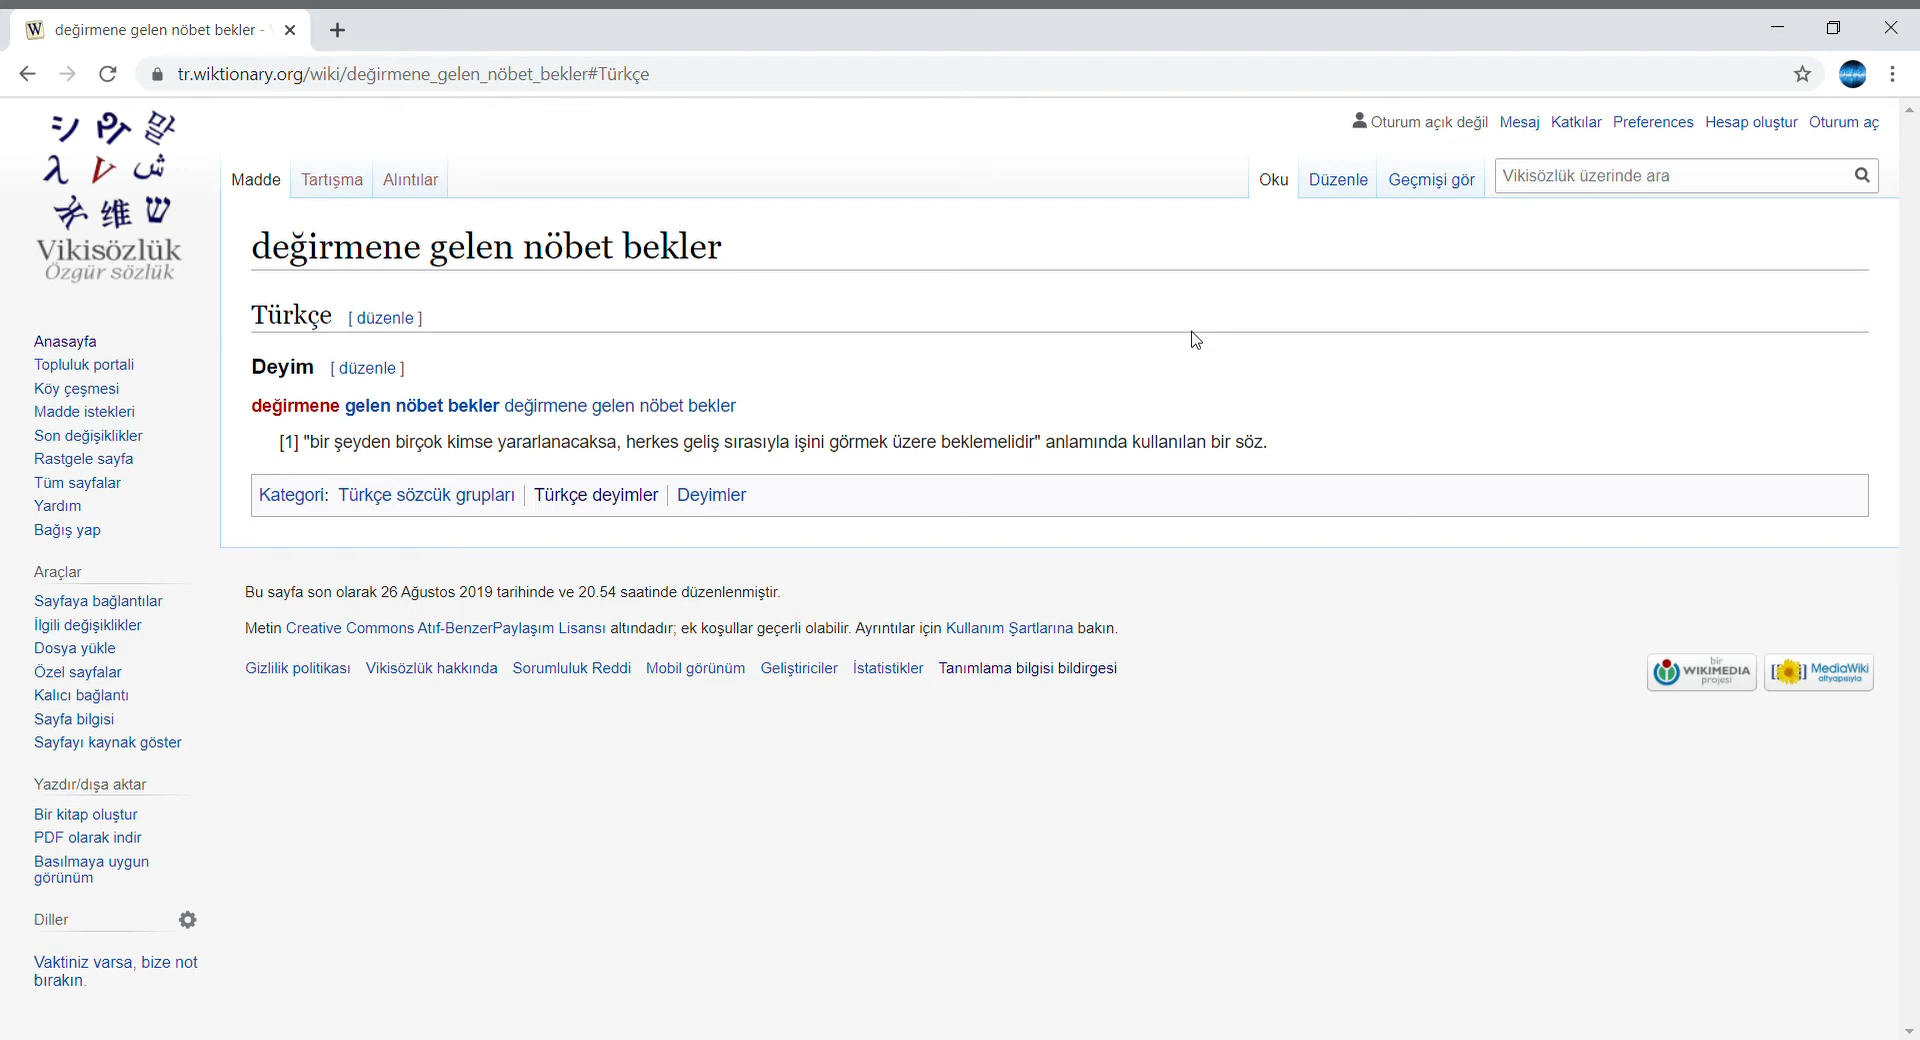 değirmene gelen nöbet bekler -
tr.wiktionary.org/wiki/değirmene_gelen_nöbet_bekler#Türkçe
Vikisözlük
Özgür sözlük
Oturum açık değil Mesaj Katkılar Preferences Hesap oluştur Oturum aç
Madde Tartışma Alıntılar
Oku Düzenle Geçmişi gör Vikisözlük üzerinde ara
değirmene gelen nöbet bekler
Türkçe [ düzenle ]
Deyim [ düzenle ]
değirmene gelen nöbet bekler değirmene gelen nöbet bekler
[1] "bir şeyden birçok kimse yararlanacaksa, herkes geliş sırasıyla işini görmek üzere beklemelidir" anlamında kullanılan bir söz.
Kategori: Türkçe sözcük grupları Türkçe deyimler Deyimler
Bu sayfa son olarak 26 Ağustos 2019 tarihinde ve 20.54 saatinde düzenlenmiştir.
Metin Creative Commons Atıf-BenzerPaylaşım Lisansı altındadır; ek koşullar geçerli olabilir. Ayrıntılar için Kullanım Şartlarına bakın.
Gizlilik politikası Vikisözlük hakkında Sorumluluk Reddi Mobil görünüm Geliştiriciler İstatistikler Tanımlama bilgisi bildirgesi
bir
WIKIMEDIA
projesi
MediaWiki
altyapısıyla
Anasayfa
Topluluk portali
Köy çeşmesi
Madde istekleri
Son değişiklikler
Rastgele sayfa
Tüm sayfalar
Yardım
Bağış yap
Araçlar
Sayfaya bağlantılar
İlgili değişiklikler
Dosya yükle
Özel sayfalar
Kalıcı bağlantı
Sayfa bilgisi
Sayfayı kaynak göster
Yazdır/dışa aktar
Bir kitap oluştur
PDF olarak indir
Basılmaya uygun
görünüm
Diller
Vaktiniz varsa, bize not
bırakın.